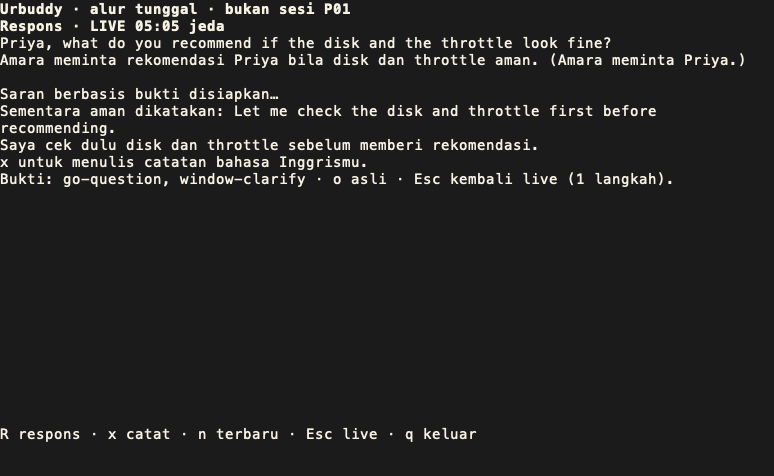 Urbuddy · alur tunggal · bukan sesi P01
Respons · LIVE 05:05 jeda
Priya, what do you recommend if the disk and the throttle look fine?
Amara meminta rekomendasi Priya bila disk dan throttle aman. (Amara meminta Priya.)
Saran berbasis bukti disiapkan…
Sementara aman dikatakan: Let me check the disk and throttle first before
recommending.
Saya cek dulu disk dan throttle sebelum memberi rekomendasi.
x untuk menulis catatan bahasa Inggrismu.
Bukti: go-question, window-clarify · o asli · Esc kembali live (1 langkah).
R respons · x catat · n terbaru · Esc live · q keluar